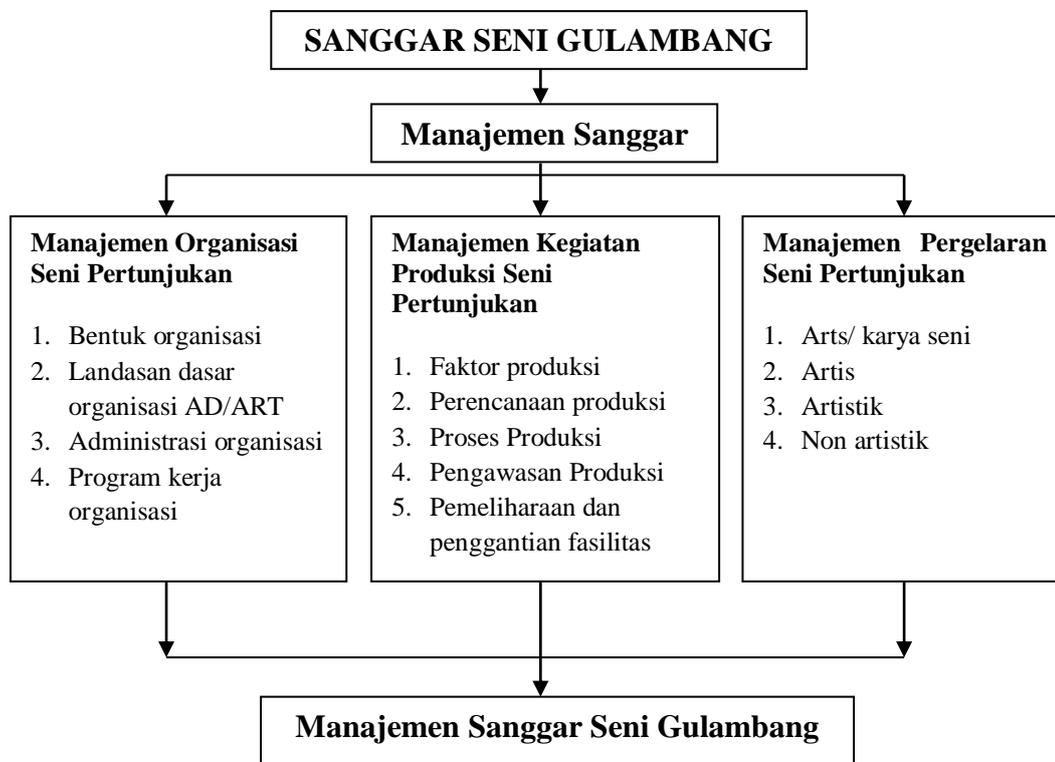 SANGGAR SENI GULAMBANG
Manajemen Sanggar
Manajemen Organisasi
Seni Pertunjukan
1. Bentuk organisasi
2. Landasan dasar
organisasi AD/ART
3. Administrasi organisasi
4. Program kerja
organisasi
Manajemen Kegiatan
Produksi Seni
Pertunjukan
1. Faktor produksi
2. Perencanaan produksi
3. Proses Produksi
4. Pengawasan Produksi
5. Pemeliharaan dan
penggantian fasilitas
Manajemen Pergelaran
Seni Pertunjukan
1. Arts/ karya seni
2. Artis
3. Artistik
4. Non artistik
Manajemen Sanggar Seni Gulambang